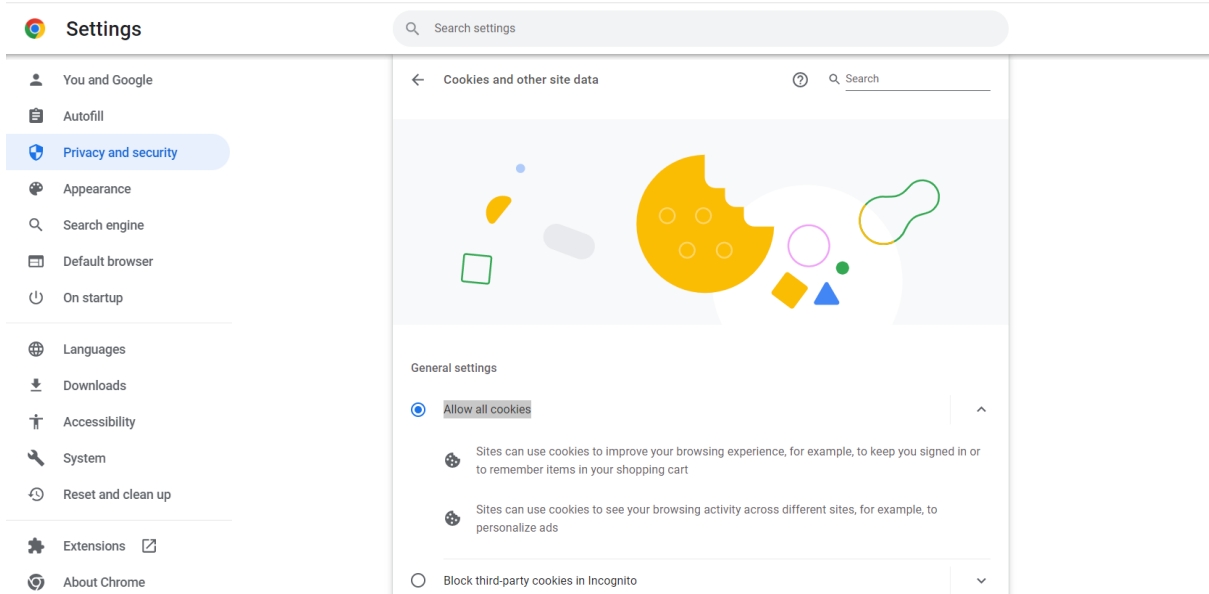 Settings
Search settings
You and Google
Autofill
Privacy and security
Appearance
Search engine
Default browser
On startup
Languages
Downloads
Accessibility
System
Reset and clean up
Extensions
About Chrome
Cookies and other site data
Search
General settings
Allow all cookies
Sites can use cookies to improve your browsing experience, for example, to keep you signed in or
to remember items in your shopping cart
Sites can use cookies to see your browsing activity across different sites, for example, to
personalize ads
Block third-party cookies in Incognito